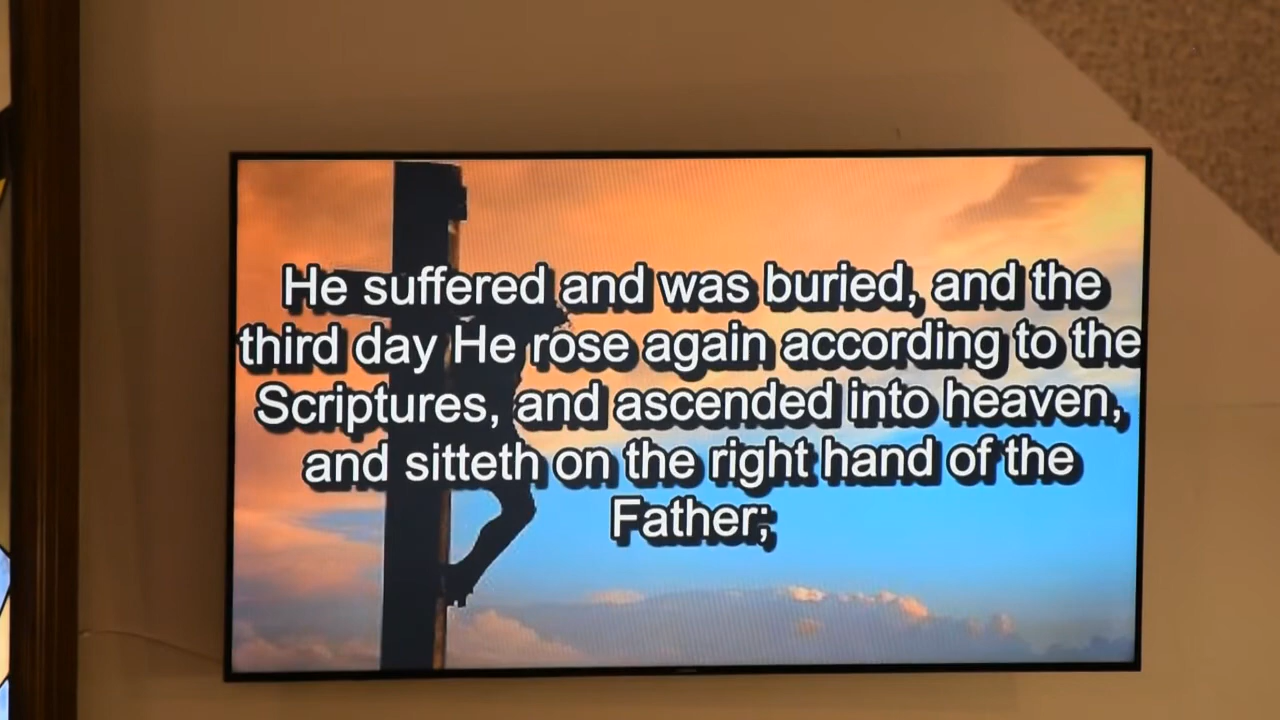 He suffered and was buried, and the
third day He rose again according to the
Scriptures, and ascended into heaven,
and sitteth on the right hand of the
Father;